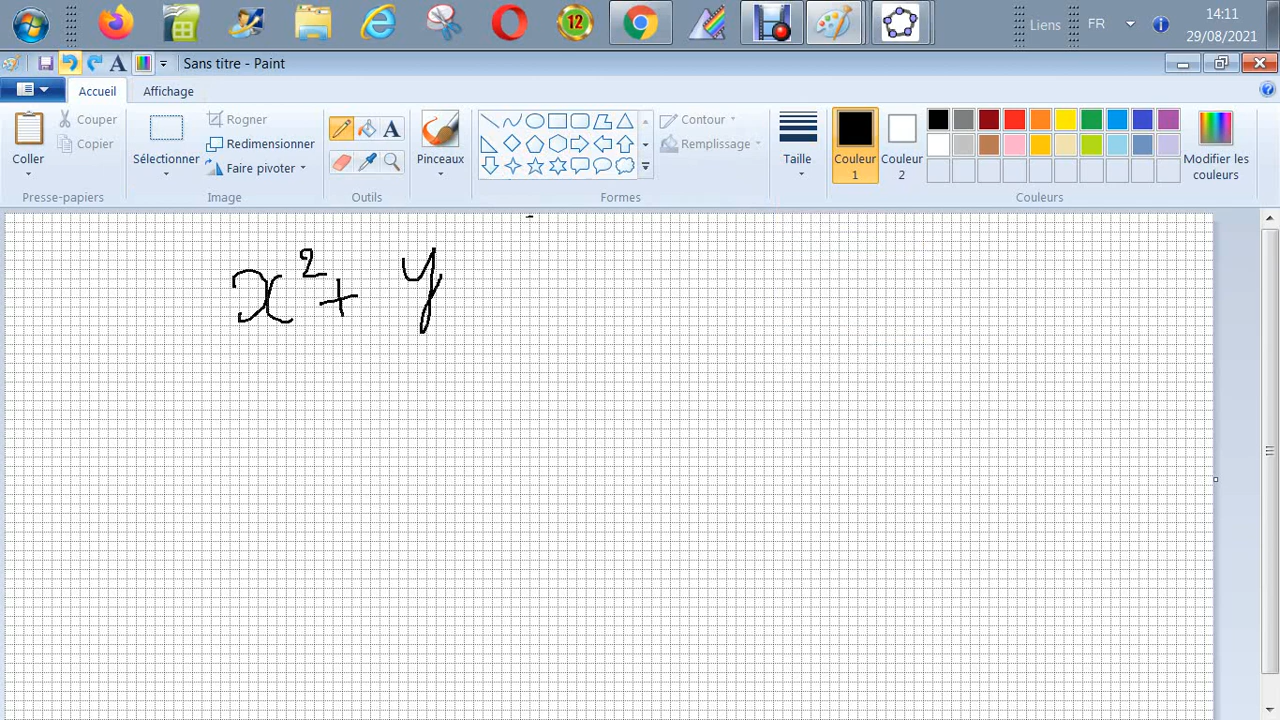 12
Liens
FR
14:11
29/08/2021
Sans titre - Paint
Accueil
Affichage
Coller
Couper
Copier
Presse-papiers
Sélectionner
Rogner
Redimensionner
Faire pivoter
Image
A
Outils
Pinceaux
Contour
Remplissage
Formes
Taille
Couleur 1
Couleur 2
Modifier les couleurs
Couleurs
x² + y